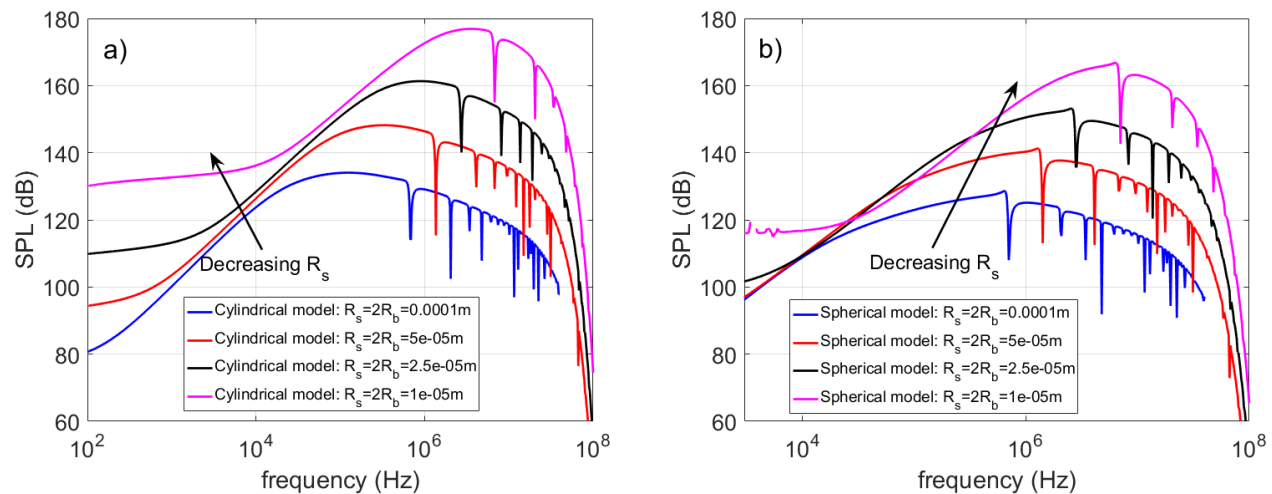 a)
180
160
140
120
100
80
60
SPL (dB)
Decreasing R_s
Cylindrical model: R_s=2R_b=0.0001m
Cylindrical model: R_s=2R_b=5e-05m
Cylindrical model: R_s=2R_b=2.5e-05m
Cylindrical model: R_s=2R_b=1e-05m
10^2 10^4 10^6 10^8
frequency (Hz)
b)
180
160
140
120
100
80
60
SPL (dB)
Decreasing R_s
Spherical model: R_s=2R_b=0.0001m
Spherical model: R_s=2R_b=5e-05m
Spherical model: R_s=2R_b=2.5e-05m
Spherical model: R_s=2R_b=1e-05m
10^4 10^6 10^8
frequency (Hz)